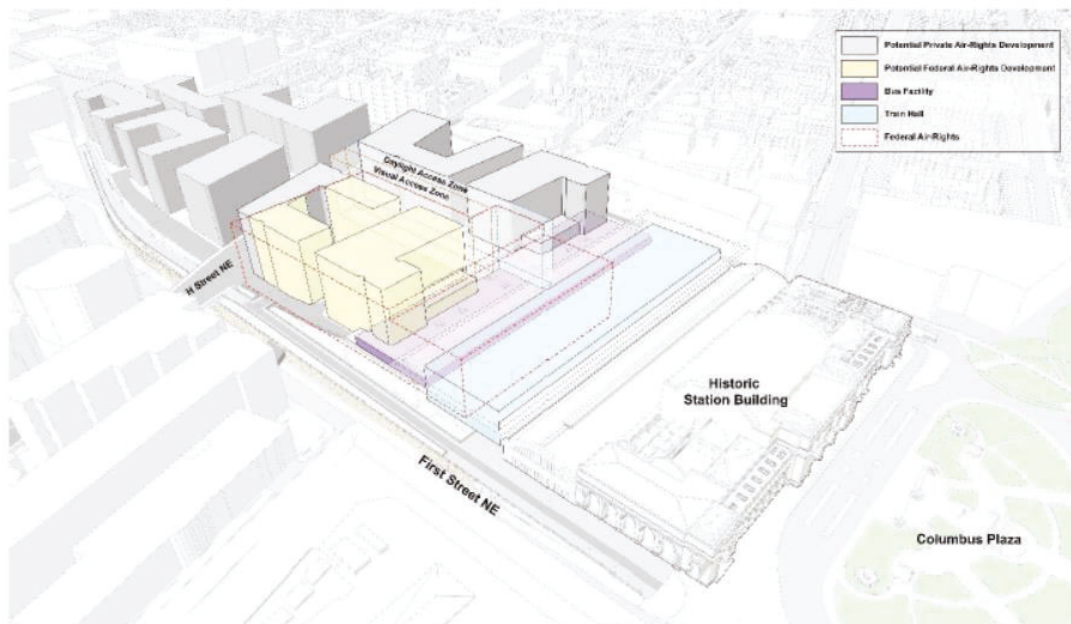 Potential Private Air-Rights Development
Potential Federal Air-Rights Development
Bus Facility
Train Hall
Federal Air-Rights
Daylight Access Zone
Visual Access Zone
H Street NE
Historic
Station Building
First Street NE
Columbus Plaza